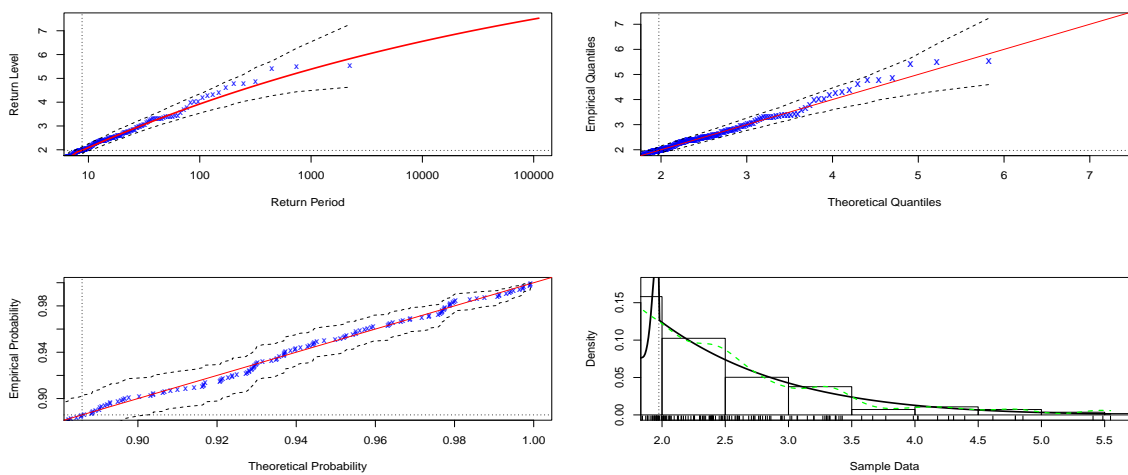 Return Level
7
6
5
4
3
2
10 100 1000 10000 100000
Return Period
Empirical Quantiles
7
6
5
4
3
2
2 3 4 5 6 7
Theoretical Quantiles
Empirical Probability
0.98
0.94
0.90
0.90 0.92 0.94 0.96 0.98 1.00
Theoretical Probability
Density
0.15
0.10
0.05
0.00
2.0 2.5 3.0 3.5 4.0 4.5 5.0 5.5
Sample Data